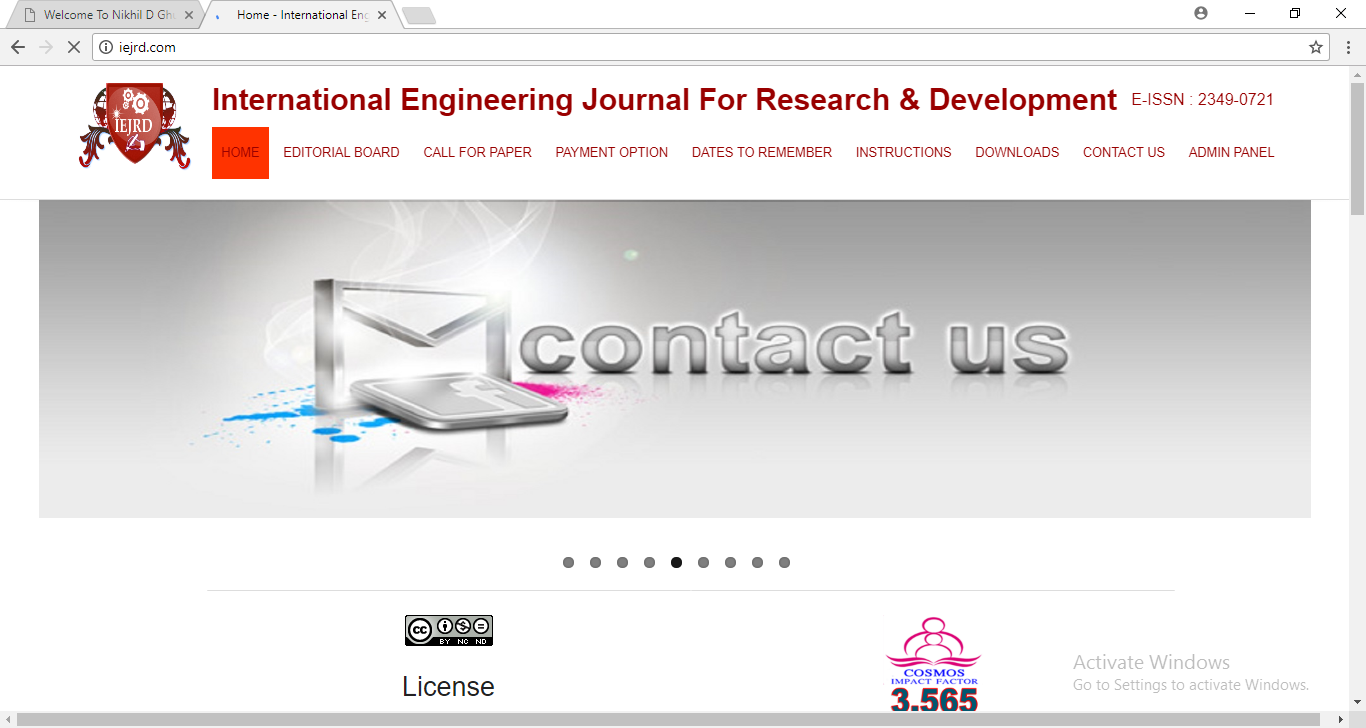 Welcome To Nikhil D Gh
Home - International Eng
iejrd.com
IEJRD
International Engineering Journal For Research & Development
E-ISSN : 2349-0721
HOME EDITORIAL BOARD CALL FOR PAPER PAYMENT OPTION DATES TO REMEMBER INSTRUCTIONS DOWNLOADS CONTACT US ADMIN PANEL
contact us
cc BY NC ND
License
COSMOS
IMPACT FACTOR
3.565
Activate Windows
Go to Settings to activate Windows.